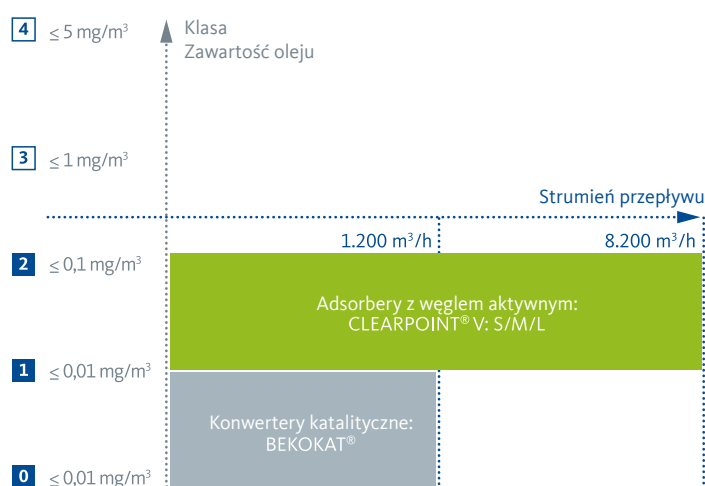 4 ≤ 5 mg/m³
Klasa
Zawartość oleju
3 ≤ 1 mg/m³
Strumień przepływu
1.200 m³/h
8.200 m³/h
2 ≤ 0,1 mg/m³
Adsorbery z węglem aktywnym:
CLEARPOINT® V: S/M/L
1 ≤ 0,01 mg/m³
Konwertery katalityczne:
BEKOKAT®
0 ≤ 0,01 mg/m³